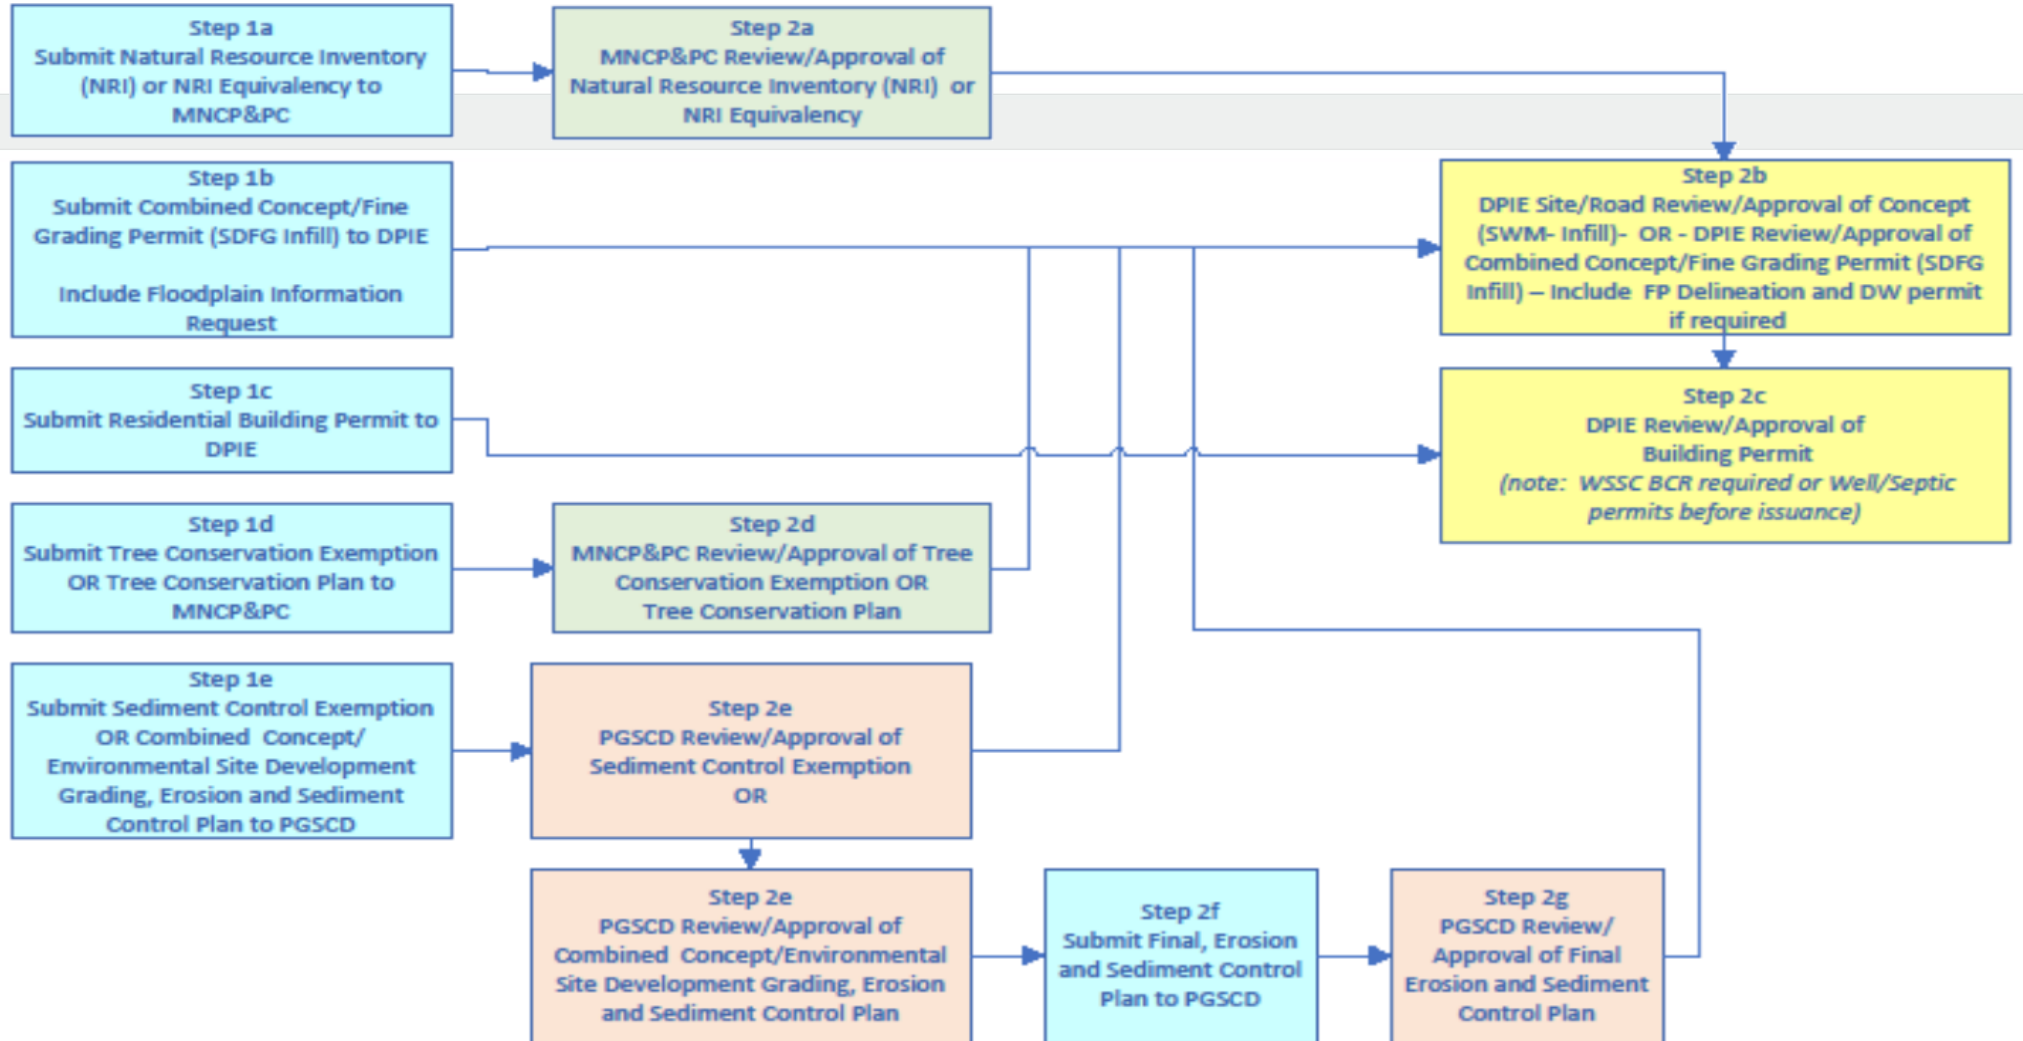 Step 1a
Submit Natural Resource Inventory
(NRI) or NRI Equivalency to
MNCP&PC
Step 2a
MNCP&PC Review/Approval of
Natural Resource Inventory (NRI) or
NRI Equivalency
Step 1b
Submit Combined Concept/Fine
Grading Permit (SDFG Infill) to DPIE
Include Floodplain Information
Request
Step 2b
DPIE Site/Road Review/Approval of Concept
(SWM- Infill)- OR - DPIE Review/Approval of
Combined Concept/Fine Grading Permit (SDFG
Infill) – Include FP Delineation and DW permit
if required
Step 1c
Submit Residential Building Permit to
DPIE
Step 2c
DPIE Review/Approval of
Building Permit
(note: WSSC BCR required or Well/Septic
permits before issuance)
Step 1d
Submit Tree Conservation Exemption
OR Tree Conservation Plan to
MNCP&PC
Step 2d
MNCP&PC Review/Approval of Tree
Conservation Exemption OR
Tree Conservation Plan
Step 1e
Submit Sediment Control Exemption
OR Combined Concept/
Environmental Site Development
Grading, Erosion and Sediment
Control Plan to PGSCD
Step 2e
PGSCD Review/Approval of
Sediment Control Exemption
OR
Step 2e
PGSCD Review/Approval of
Combined Concept/Environmental
Site Development Grading, Erosion
and Sediment Control Plan
Step 2f
Submit Final, Erosion
and Sediment Control
Plan to PGSCD
Step 2g
PGSCD Review/
Approval of Final
Erosion and Sediment
Control Plan